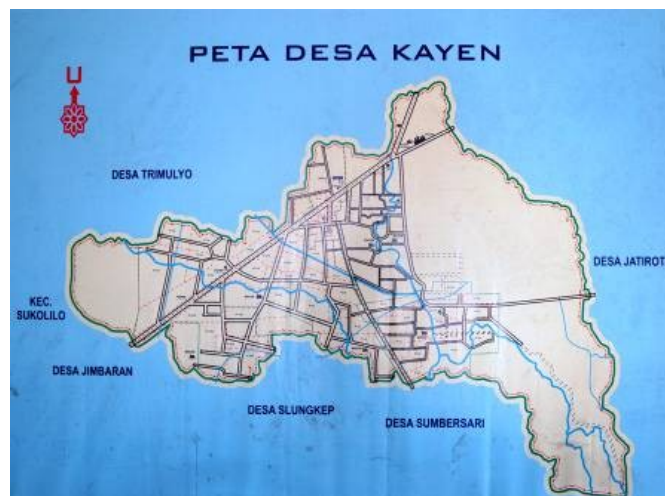 PETA DESA KAYEN
U
DESA TRIMULYO
DESA JATIROT
KEC.
SUKOLILO
DESA JIMBARAN
DESA SLUNGKEP
DESA SUMBERSARI